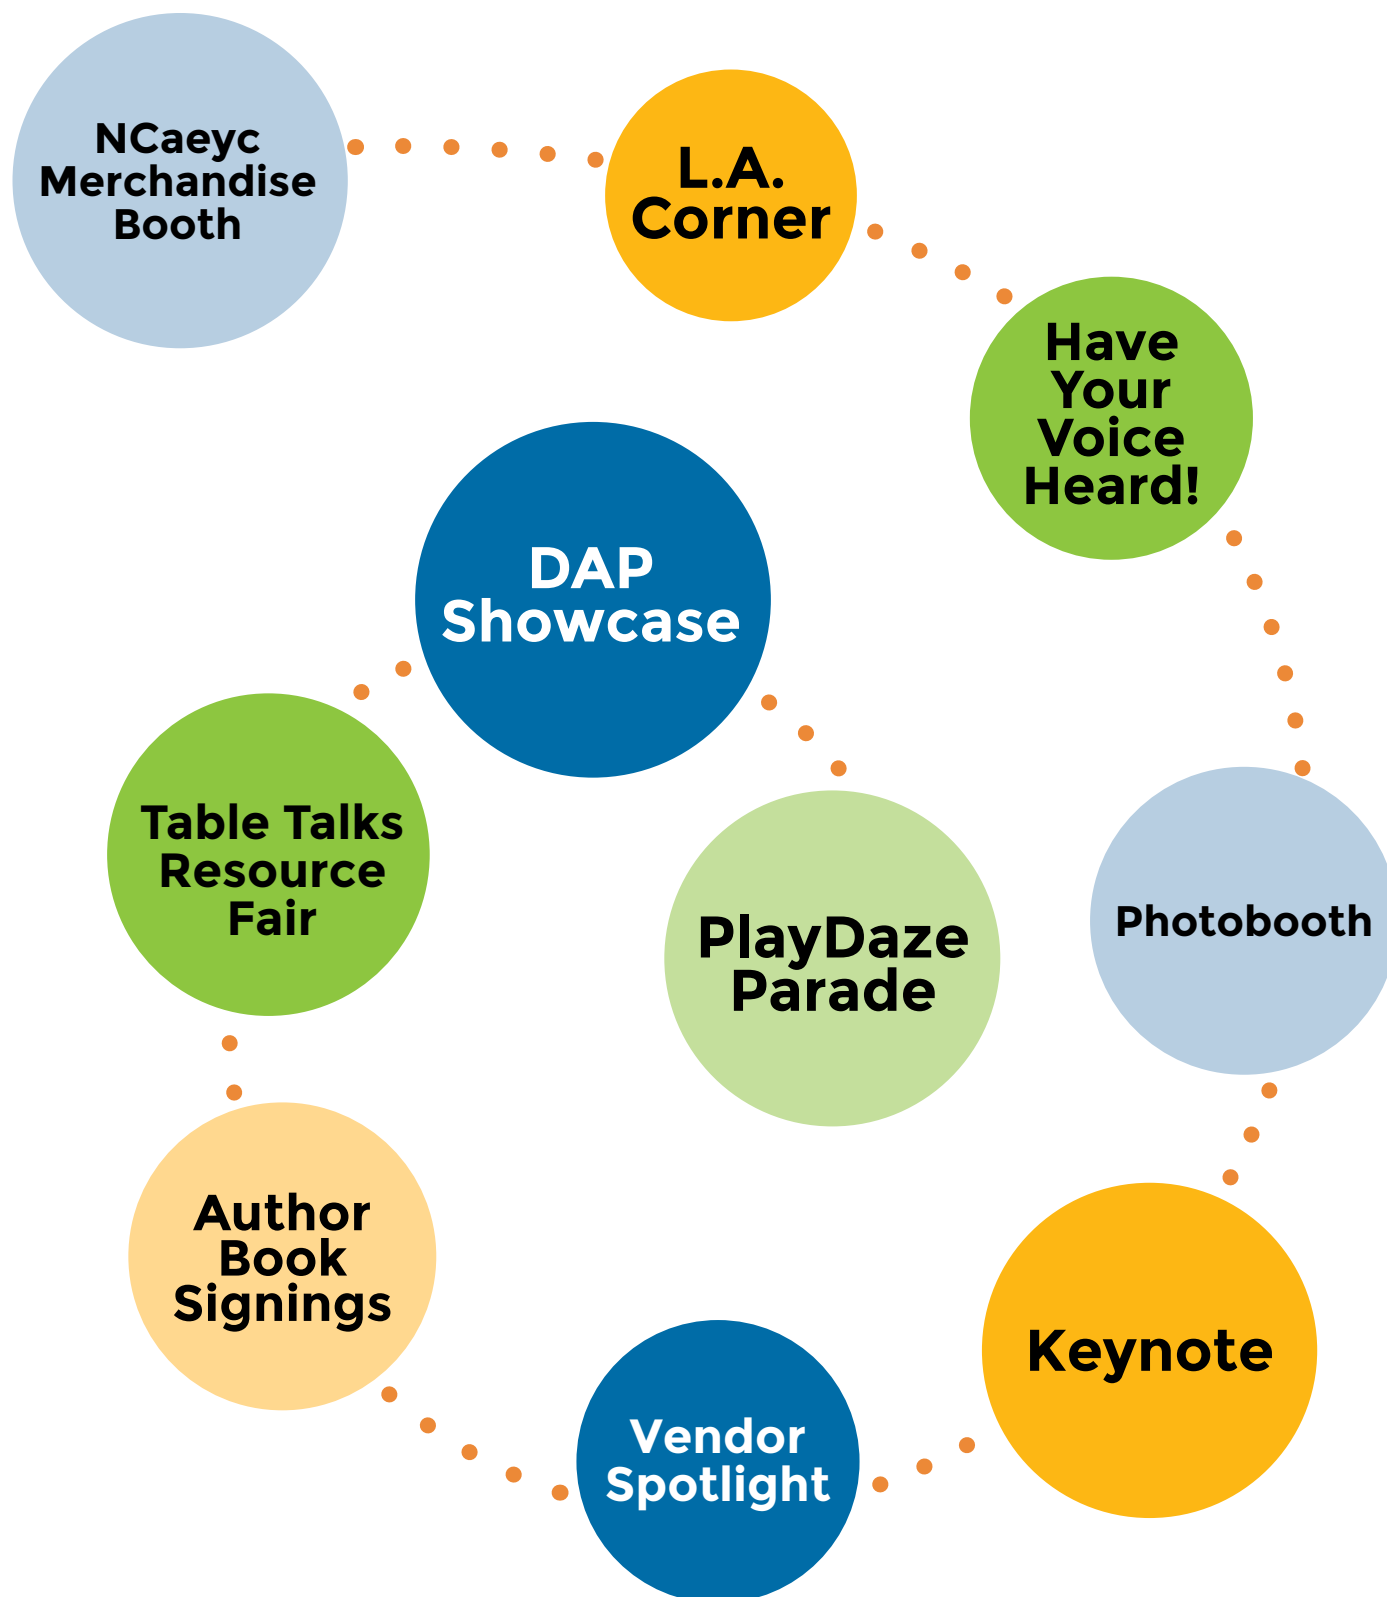 NCaeyc
Merchandise
Booth
L.A.
Corner
Have
Your
Voice
Heard!
DAP
Showcase
Table Talks
Resource
Fair
PlayDaze
Parade
Photobooth
Author
Book
Signings
Keynote
Vendor
Spotlight